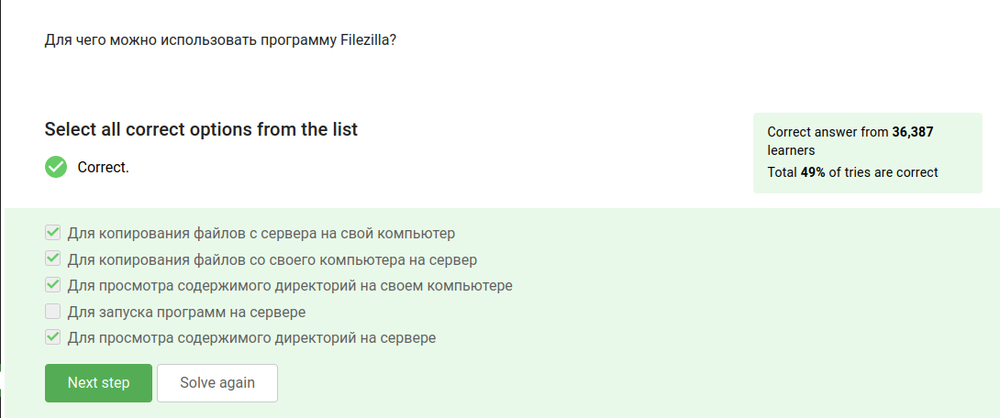 Для чего можно использовать программу Filezilla?
Select all correct options from the list
Correct.
Correct answer from 36,387
learners
Total 49% of tries are correct
Для копирования файлов с сервера на свой компьютер
Для копирования файлов со своего компьютера на сервер
Для просмотра содержимого директорий на своем компьютере
Для запуска программ на сервере
Для просмотра содержимого директорий на сервере
Next step
Solve again